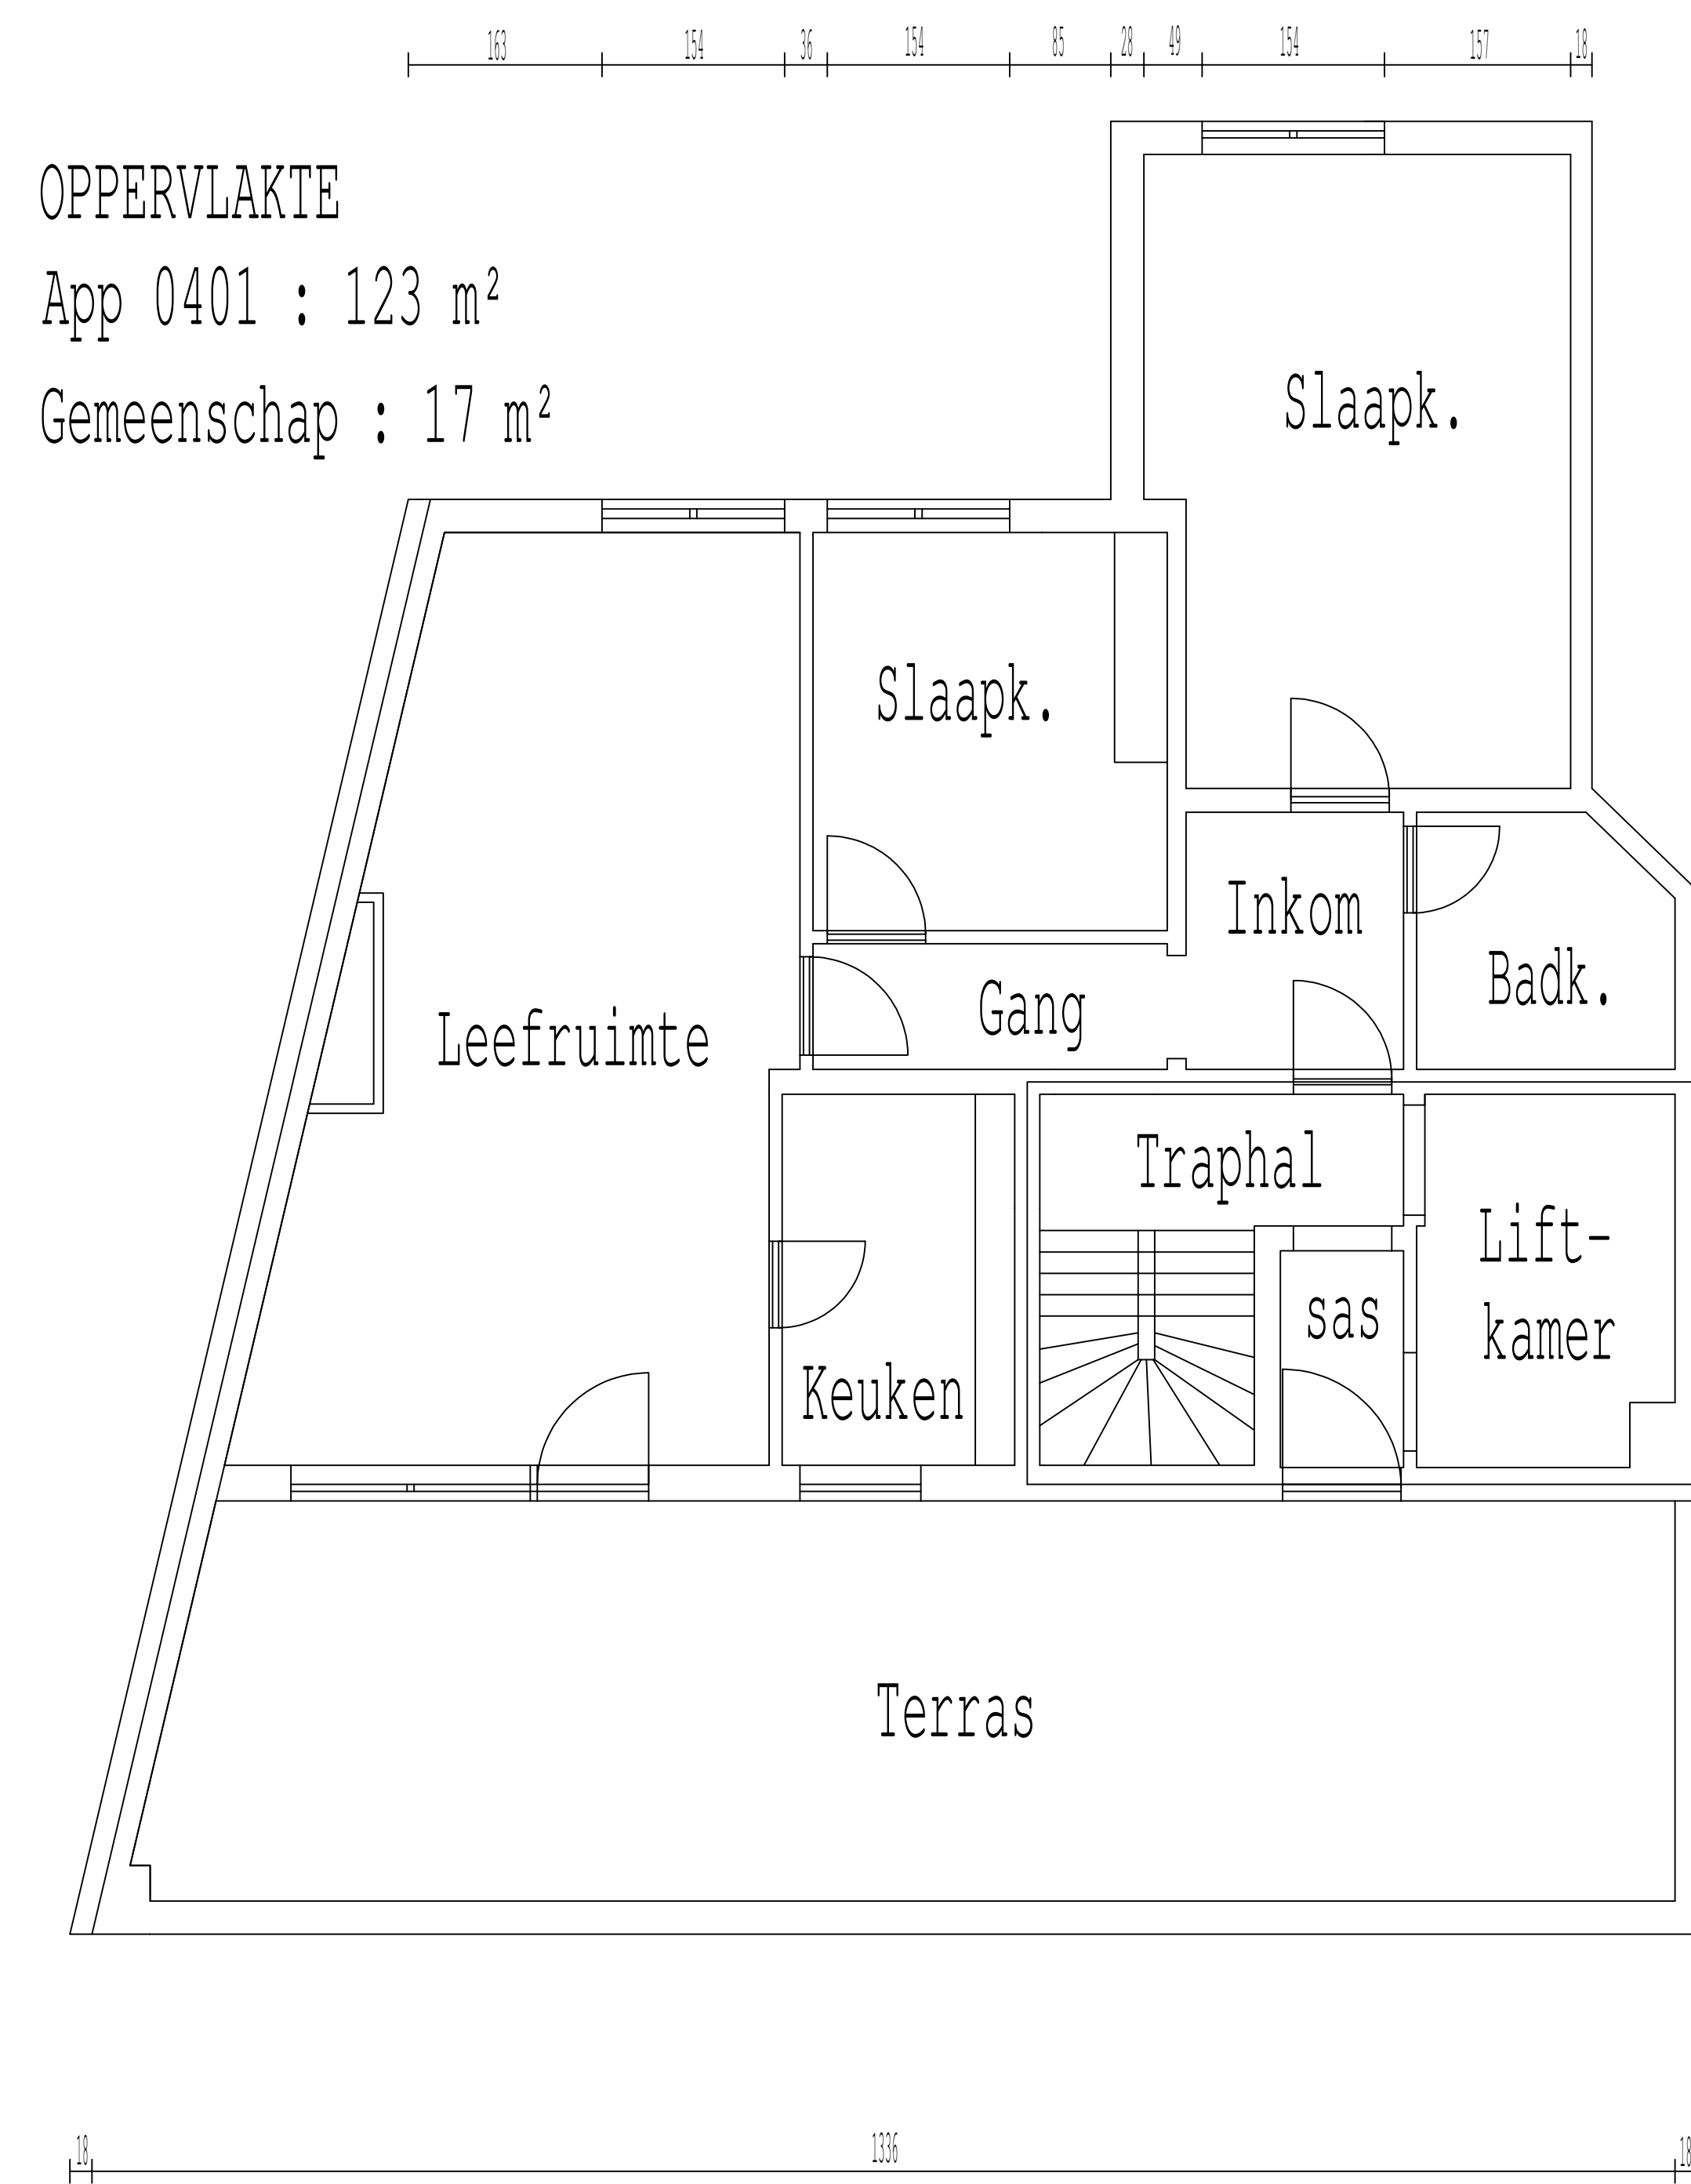 163 154 36 154 85 28 49 154 157 18
OPPERVLAKTE
App 0401 : 123 m²
Gemeenschap : 17 m²
Slaapk.
Slaapk.
Inkom
Badk.
Gang
Leefruimte
Traphal
Lift-
kamer
sas
Keuken
Terras
18 1336 18